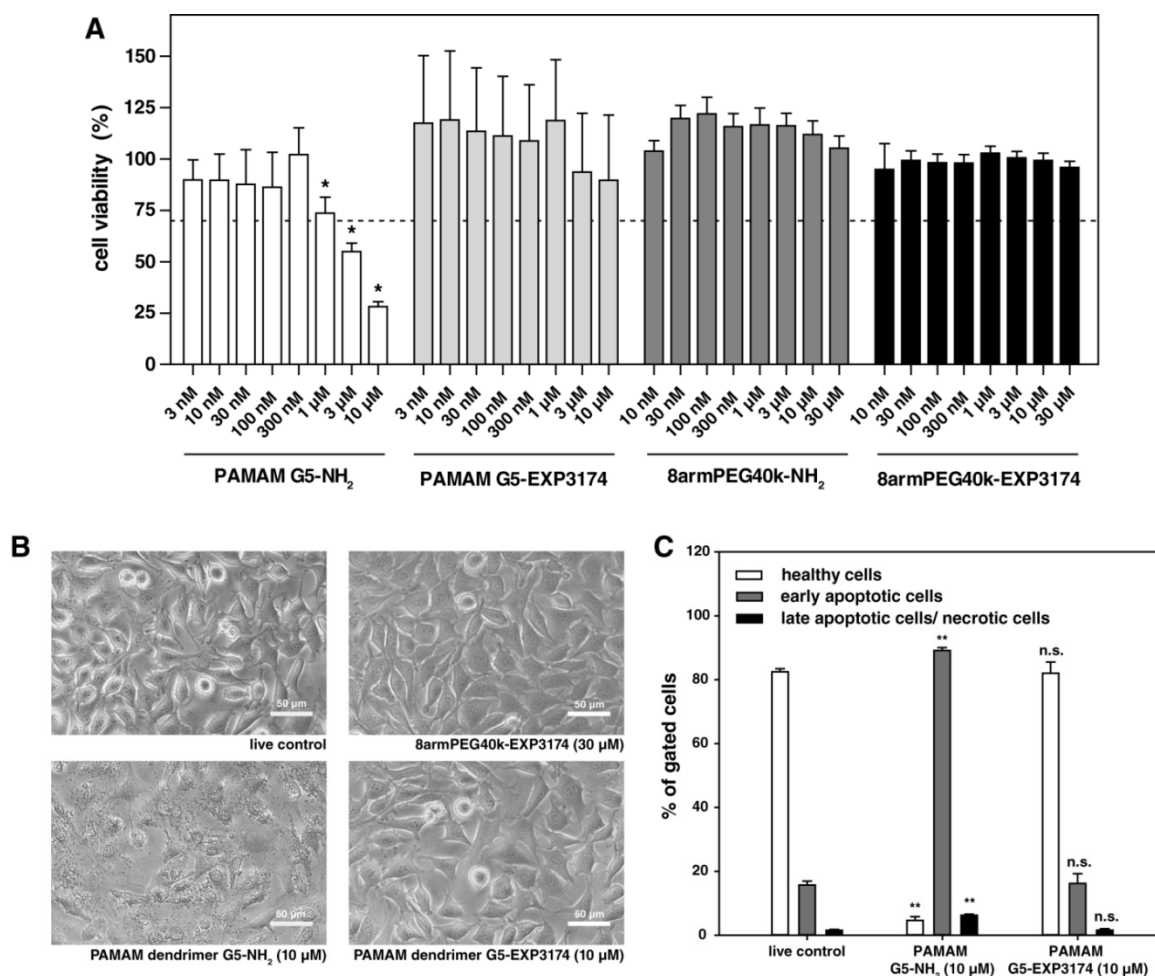 A
cell viability (%)
150
125
100
75
50
25
0
*
*
*
3 nM
10 nM
30 nM
100 nM
300 nM
1 µM
3 µM
10 µM
3 nM
10 nM
30 nM
100 nM
300 nM
1 µM
3 µM
10 µM
10 nM
30 nM
100 nM
300 nM
1 µM
3 µM
10 µM
30 µM
10 nM
30 nM
100 nM
300 nM
1 µM
3 µM
10 µM
30 µM
PAMAM G5-NH₂
PAMAM G5-EXP3174
8armPEG40k-NH₂
8armPEG40k-EXP3174
B
50 µm
live control
50 µm
8armPEG40k-EXP3174 (30 µM)
50 µm
PAMAM dendrimer G5-NH₂ (10 µM)
50 µm
PAMAM dendrimer G5-EXP3174 (10 µM)
C
% of gated cells
120
100
80
60
40
20
0
healthy cells
early apoptotic cells
late apoptotic cells/ necrotic cells
**
**
**
n.s.
n.s.
n.s.
live control
PAMAM
G5-NH₂ (10 µM)
PAMAM
G5-EXP3174 (10 µM)